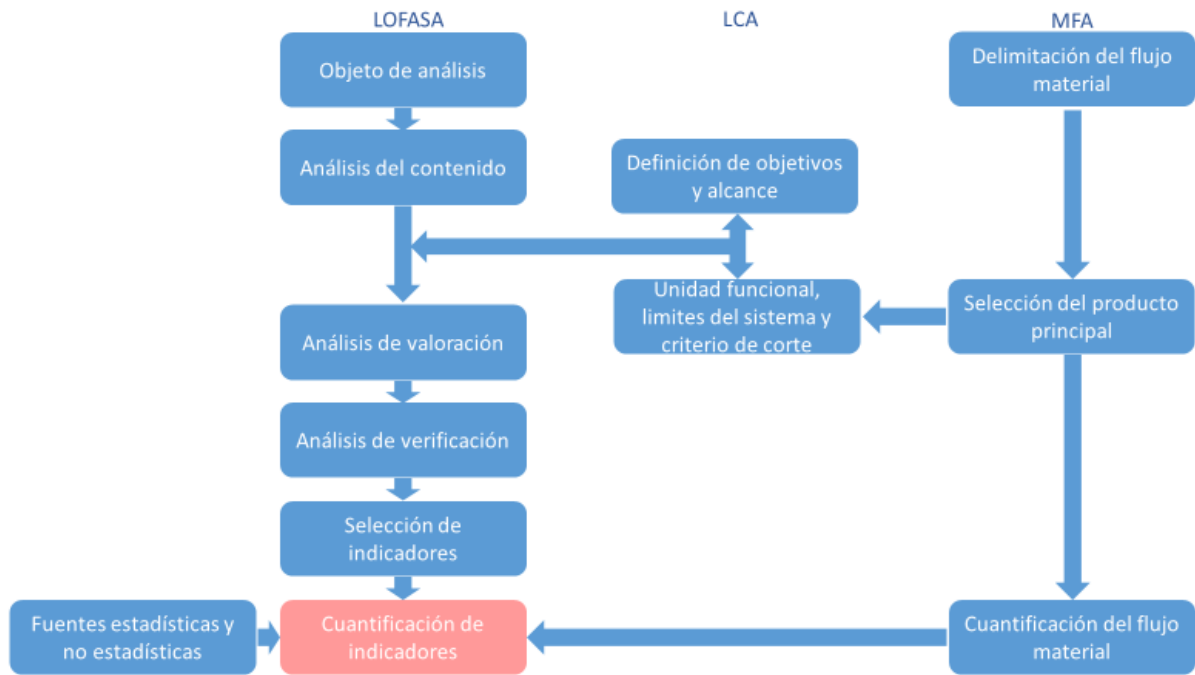 LOFASA
LCA
MFA
Objeto de análisis
Delimitación del flujo
material
Análisis del contenido
Definición de objetivos
y alcance
Unidad funcional,
limites del sistema y
criterio de corte
Selección del producto
principal
Análisis de valoración
Análisis de verificación
Selección de
indicadores
Fuentes estadísticas y
no estadísticas
Cuantificación de
indicadores
Cuantificación del flujo
material